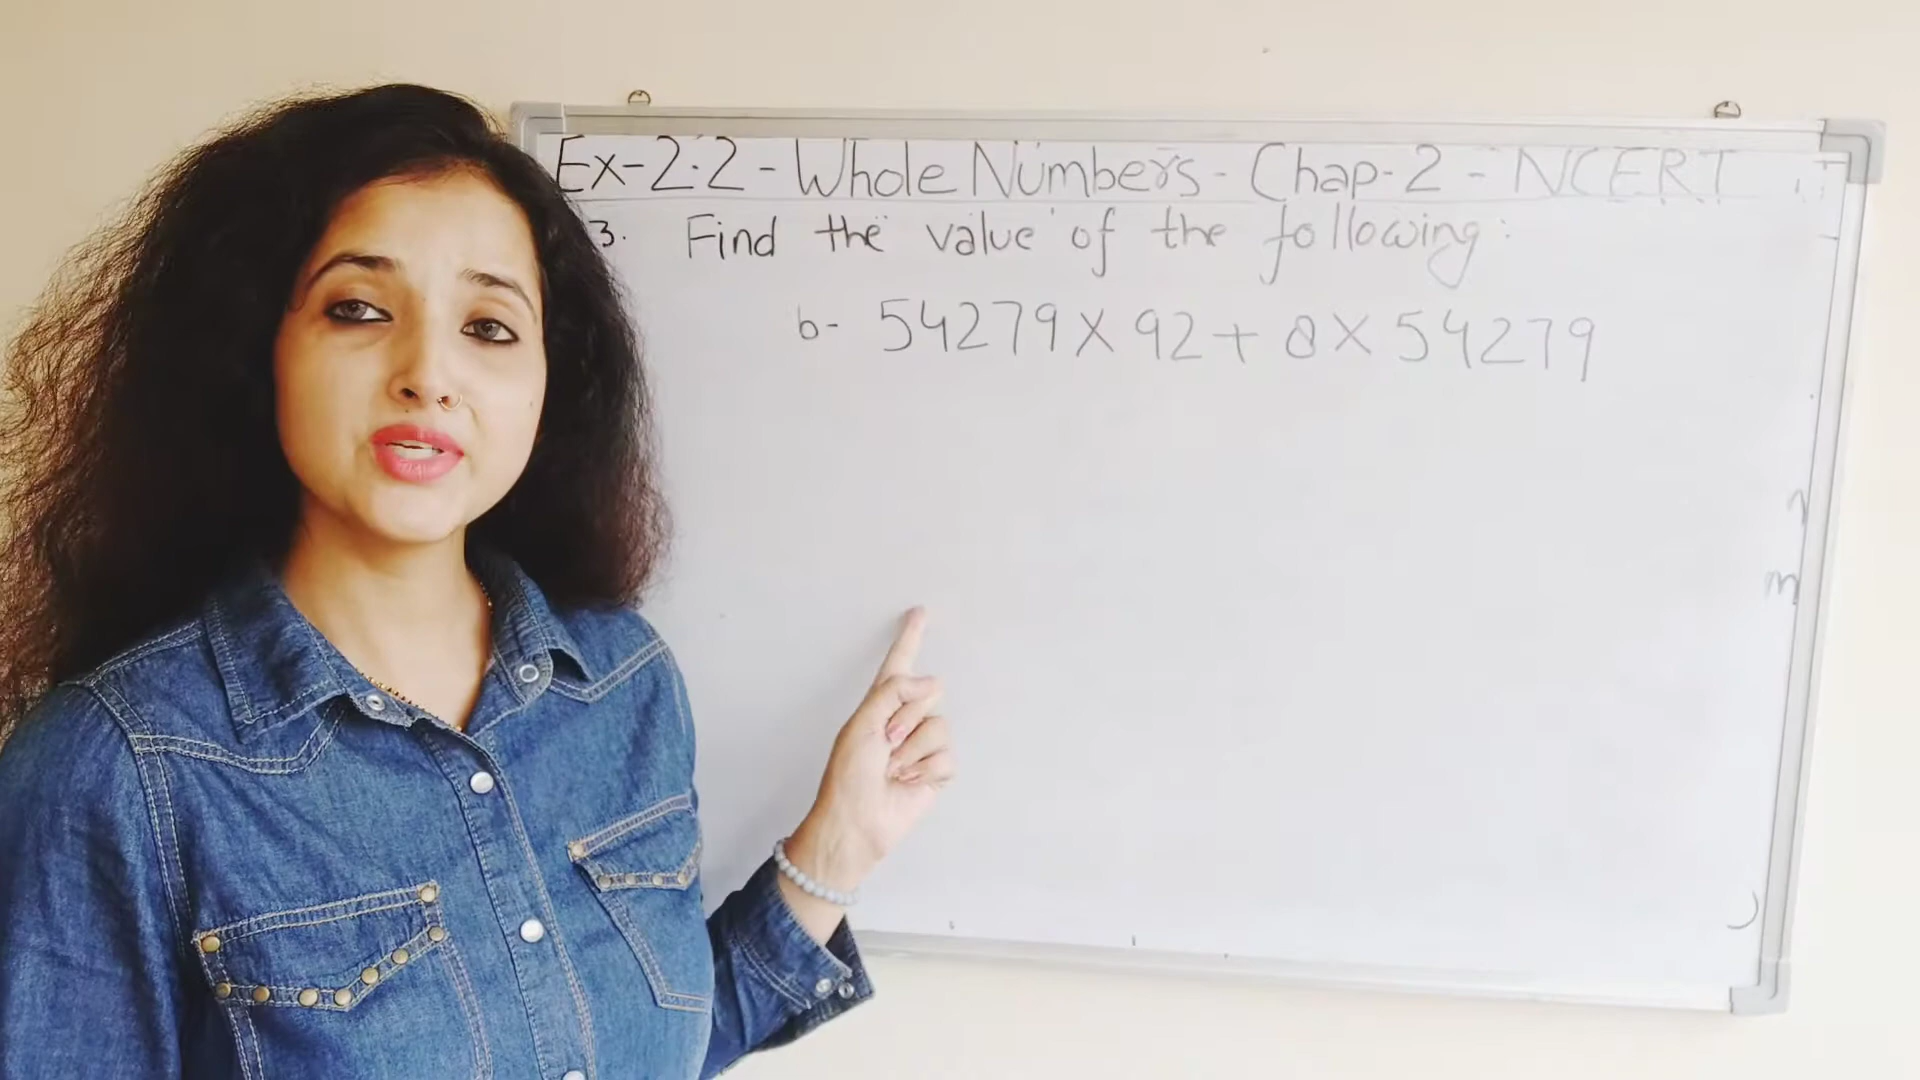 Ex-2.2 - Whole Numbers - Chap-2 - NCERT
3. Find the value of the following:
b- 54279 X 92 + 8 X 54279